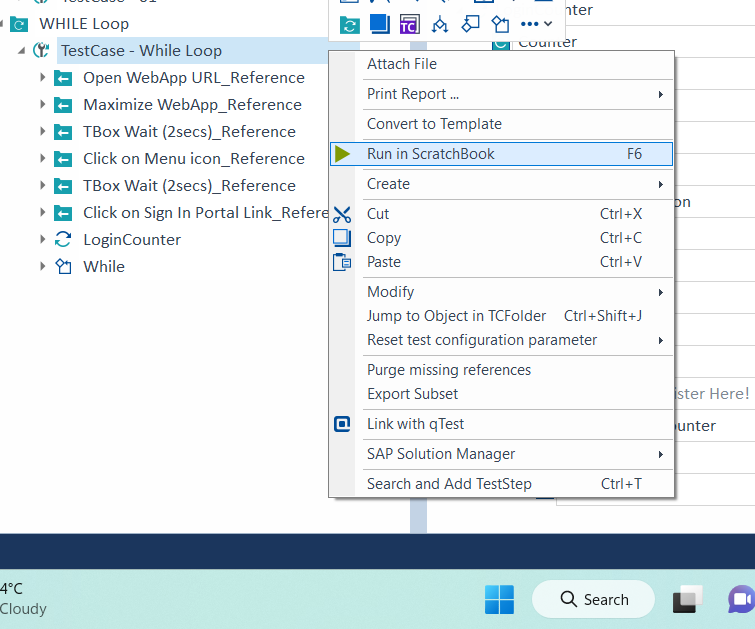 WHILE Loop
TestCase - While Loop
Open WebApp URL_Reference
Maximize WebApp_Reference
TBox Wait (2secs)_Reference
Click on Menu icon_Reference
TBox Wait (2secs)_Reference
Click on Sign In Portal Link_Refere
LoginCounter
While
TC
nter
Counter
Attach File
Print Report ...
Convert to Template
Run in ScratchBook F6
Create
Cut Ctrl+X
Copy Ctrl+C
Paste Ctrl+V
Modify
Jump to Object in TCFolder Ctrl+Shift+J
Reset test configuration parameter
Purge missing references
Export Subset
Link with qTest
SAP Solution Manager
Search and Add TestStep Ctrl+T
on
ister Here!
ounter
4°C
Cloudy
Search